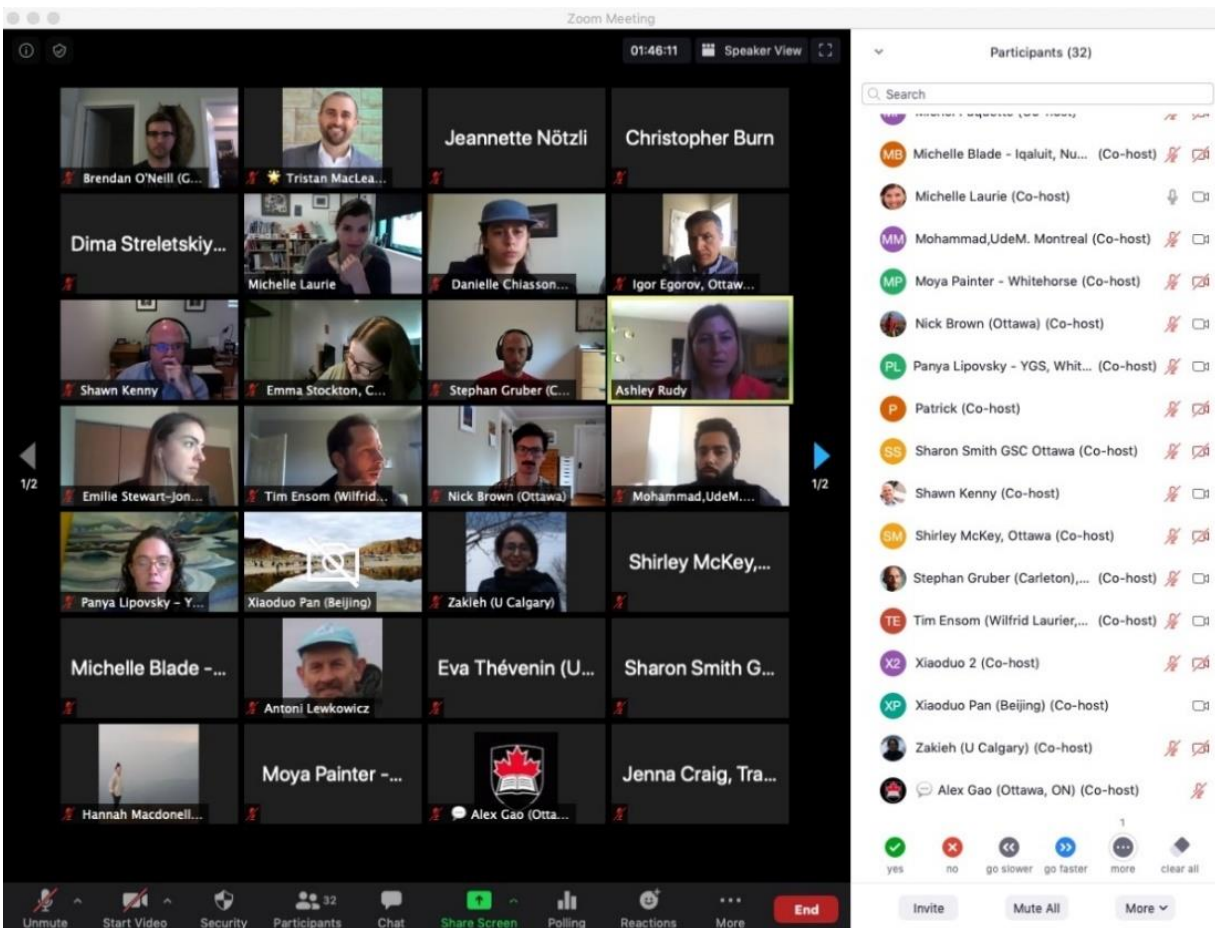 Zoom Meeting
01:46:11
Speaker View
Brendan O'Neill (G...
Tristan MacLea...
Jeannette Nötzli
Christopher Burn
Dima Streletskiy...
Michelle Laurie
Danielle Chiasson...
Igor Egorov, Ottaw...
Shawn Kenny
Emma Stockton, C...
Stephan Gruber (C...
Ashley Rudy
Emilie Stewart-Jon...
Tim Ensom (Wilfrid...
Nick Brown (Ottawa)
Mohammad,UdeM....
1/2
1/2
Panya Lipovsky - Y...
Xiaoduo Pan (Beijing)
Zakieh (U Calgary)
Shirley McKey,...
Michelle Blade -...
Antoni Lewkowicz
Eva Thévenin (U...
Sharon Smith G...
Hannah Macdonell...
Moya Painter -...
Alex Gao (Otta...
Jenna Craig, Tra...
Unmute
Start Video
Security
32
Participants
Chat
Share Screen
Polling
Reactions
More
End
Participants (32)
Search
MB Michelle Blade - Iqaluit, Nu... (Co-host)
Michelle Laurie (Co-host)
MM Mohammad,UdeM. Montreal (Co-host)
MP Moya Painter - Whitehorse (Co-host)
Nick Brown (Ottawa) (Co-host)
PL Panya Lipovsky - YGS, Whit... (Co-host)
P Patrick (Co-host)
SS Sharon Smith GSC Ottawa (Co-host)
Shawn Kenny (Co-host)
SM Shirley McKey, Ottawa (Co-host)
Stephan Gruber (Carleton),... (Co-host)
TE Tim Ensom (Wilfrid Laurier,... (Co-host)
X2 Xiaoduo 2 (Co-host)
XP Xiaoduo Pan (Beijing) (Co-host)
Zakieh (U Calgary) (Co-host)
Alex Gao (Ottawa, ON) (Co-host)
1
yes
no
go slower
go faster
more
clear all
Invite
Mute All
More